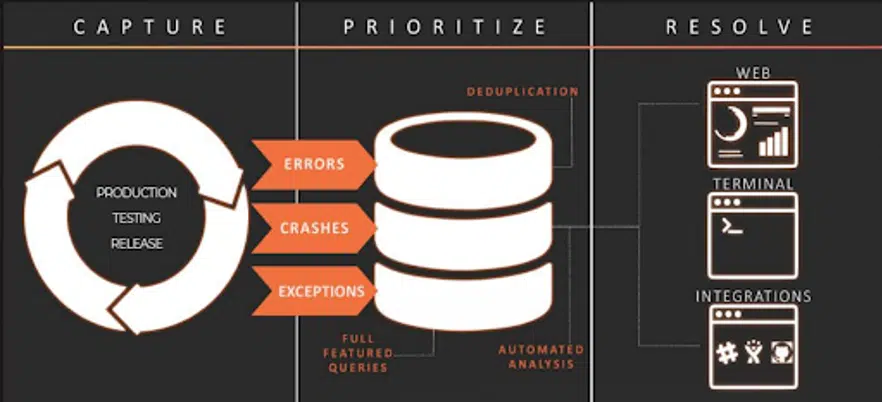 CAPTURE
PRIORITIZE
RESOLVE
PRODUCTION
TESTING
RELEASE
ERRORS
CRASHES
EXCEPTIONS
DEDUPLICATION
FULL
FEATURED
QUERIES
AUTOMATED
ANALYSIS
WEB
TERMINAL
INTEGRATIONS